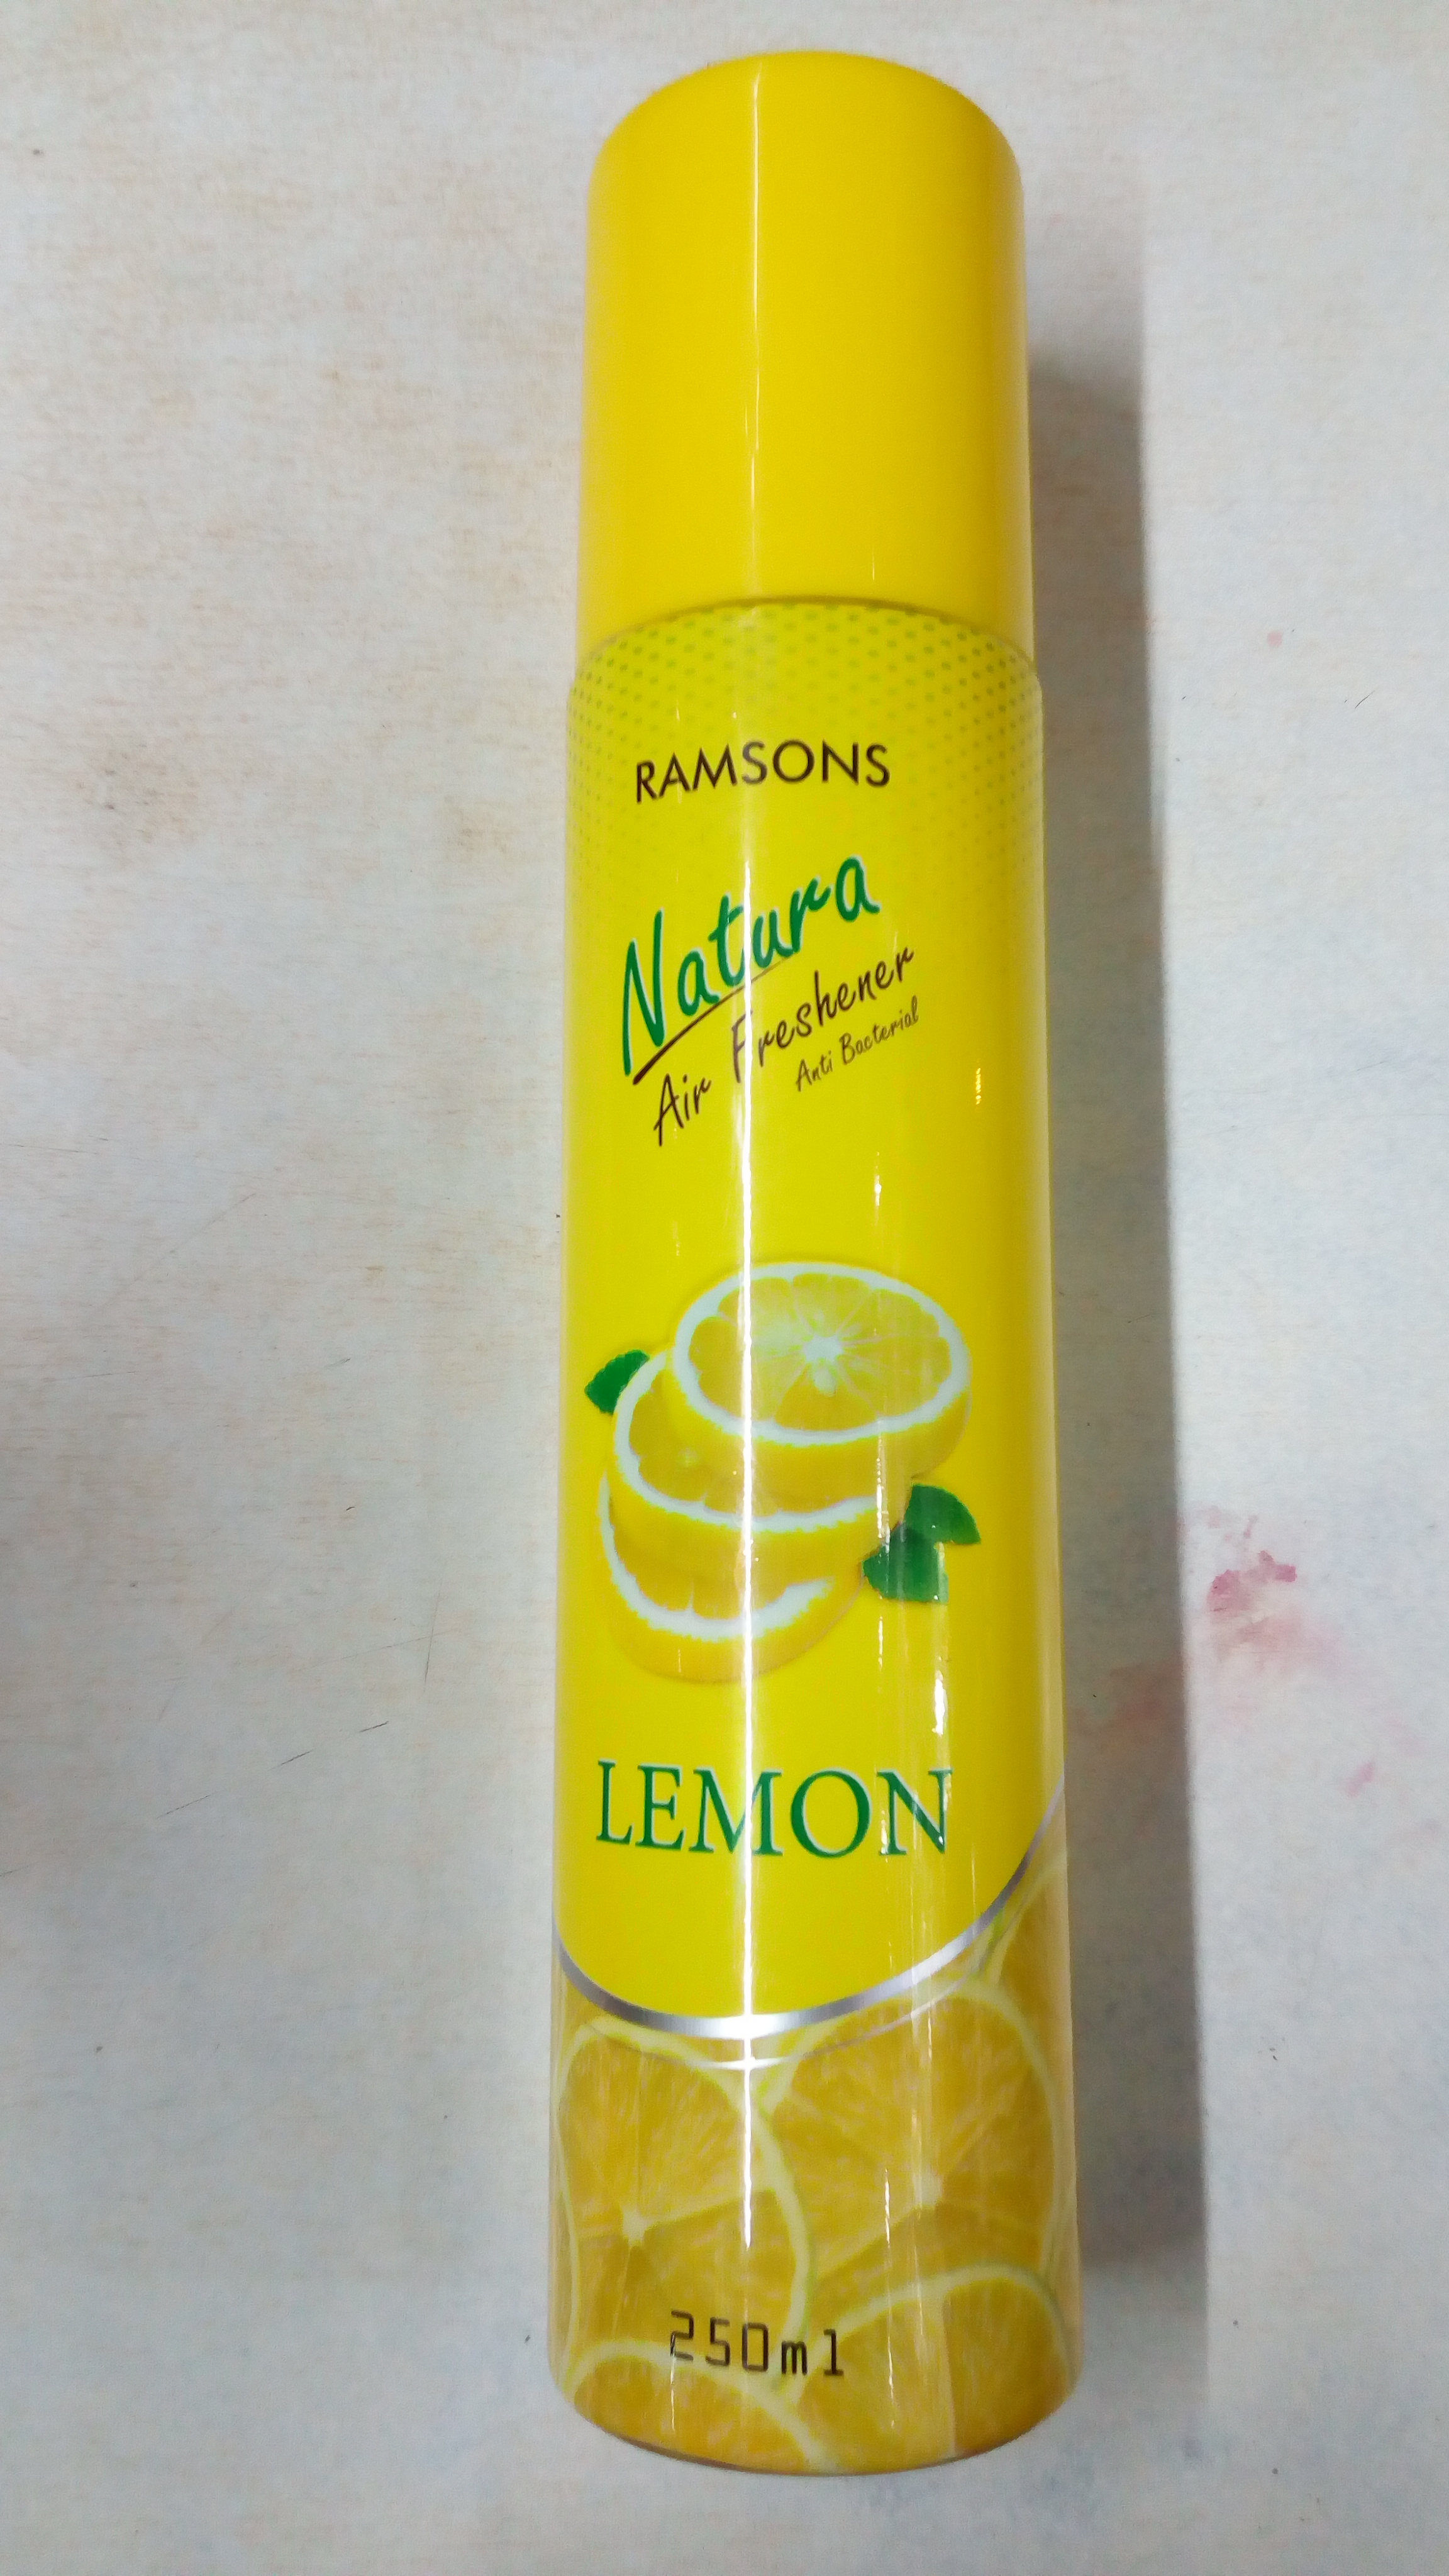 RAMSONS
Natura
Air Freshener
Anti Bacterial
LEMON
250ml